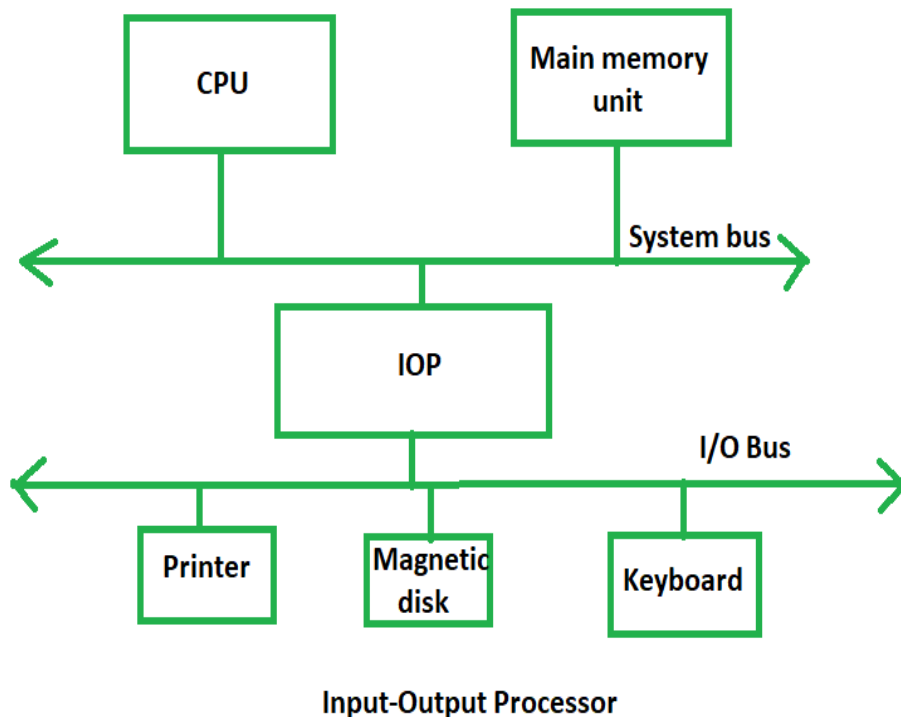 CPU
Main memory
unit
System bus
IOP
I/O Bus
Printer
Magnetic
disk
Keyboard
Input-Output Processor